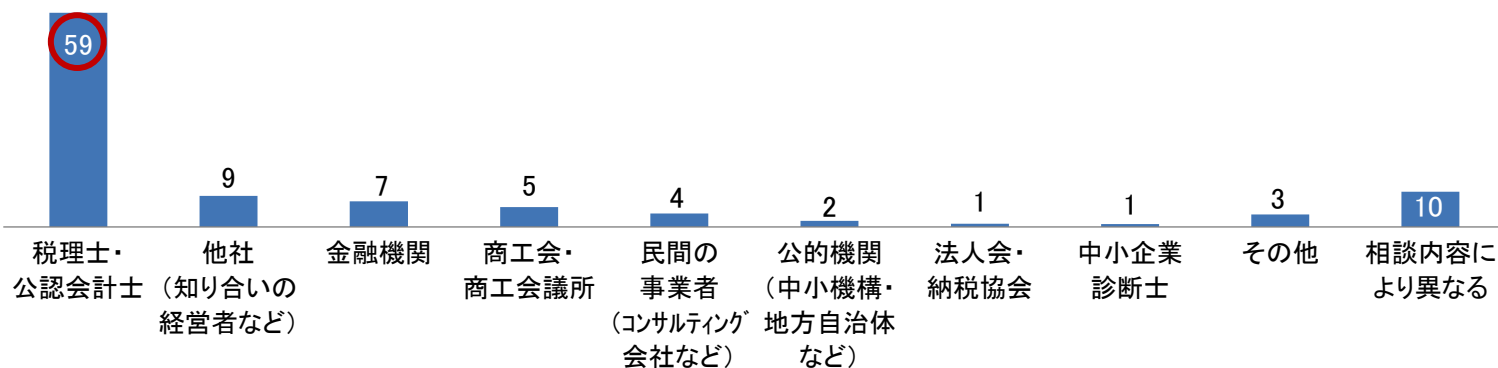 59
9
7
5
4
2
1
1
3
10
税理士・
公認会計士
他社
（知り合いの
経営者など）
金融機関
商工会・
商工会議所
民間の
事業者
（ｺﾝｻﾙﾃｨﾝｸﾞ
会社など）
公的機関
（中小機構・
地方自治体
など）
法人会・
納税協会
中小企業
診断士
その他
相談内容に
より異なる